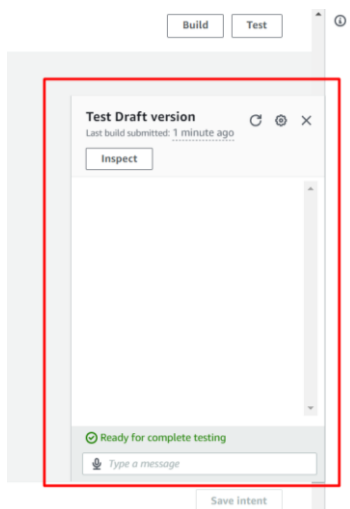 Build Test
Test Draft version
Last build submitted: 1 minute ago
Inspect
Ready for complete testing
Type a message
Save intent